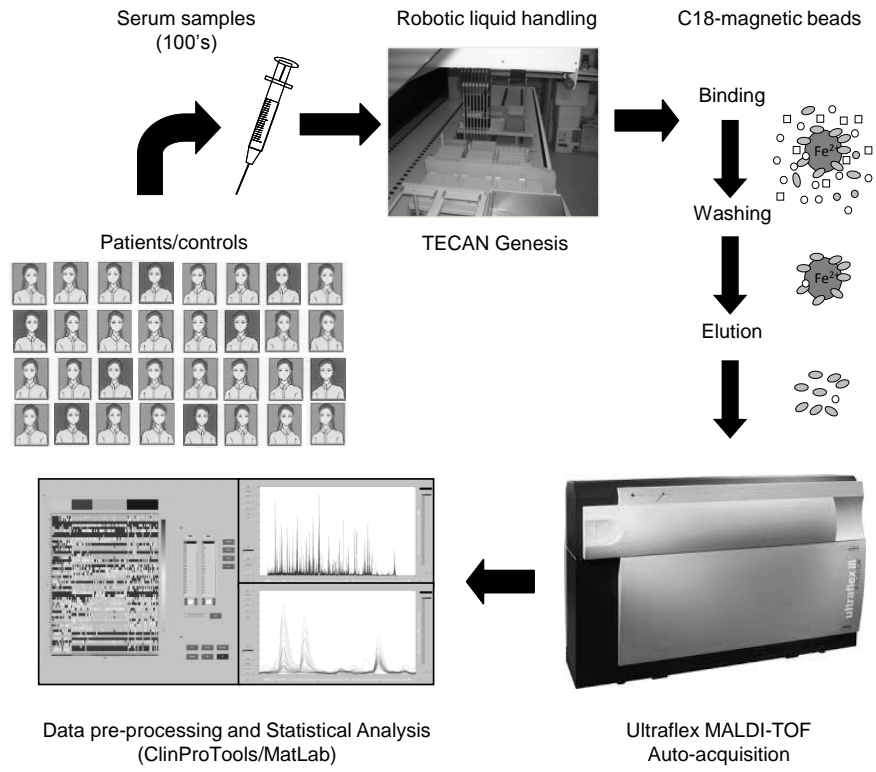 Serum samples
(100's)
Robotic liquid handling
C18-magnetic beads
Binding
Fe2+
Washing
Patients/controls
TECAN Genesis
Fe2+
Elution
ultraflex III
Data pre-processing and Statistical Analysis
(ClinProTools/MatLab)
Ultraflex MALDI-TOF
Auto-acquisition